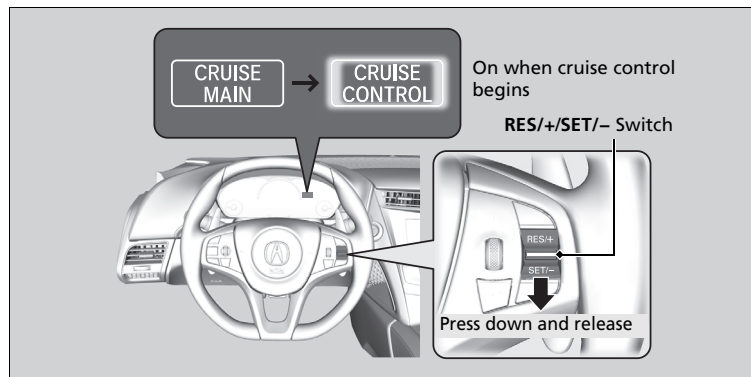 CRUISE
MAIN
CRUISE
CONTROL
On when cruise control
begins
RES/+/SET/− Switch
RES/+
SET/−
Press down and release